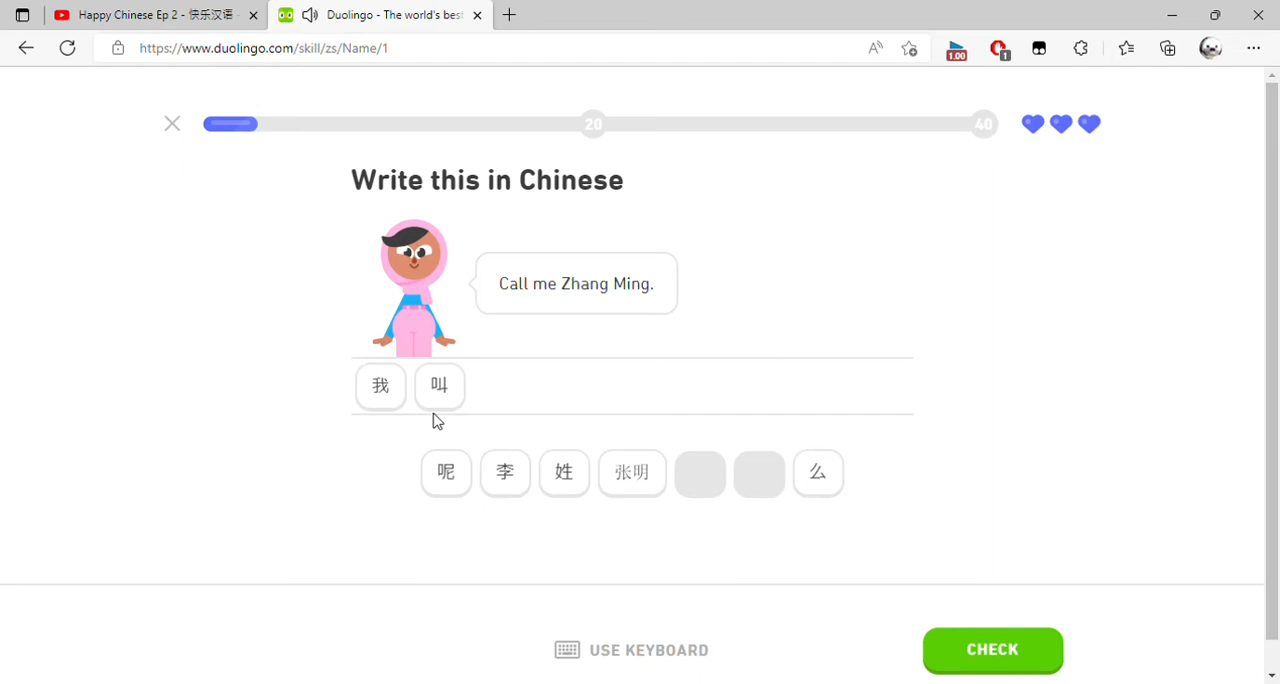 Happy Chinese Ep 2 - 快乐汉语
Duolingo - The world's best
https://www.duolingo.com/skill/zs/Name/1
1.00
1
20
40
Write this in Chinese
Call me Zhang Ming.
我 叫
呢 李 姓 张明 么
USE KEYBOARD
CHECK